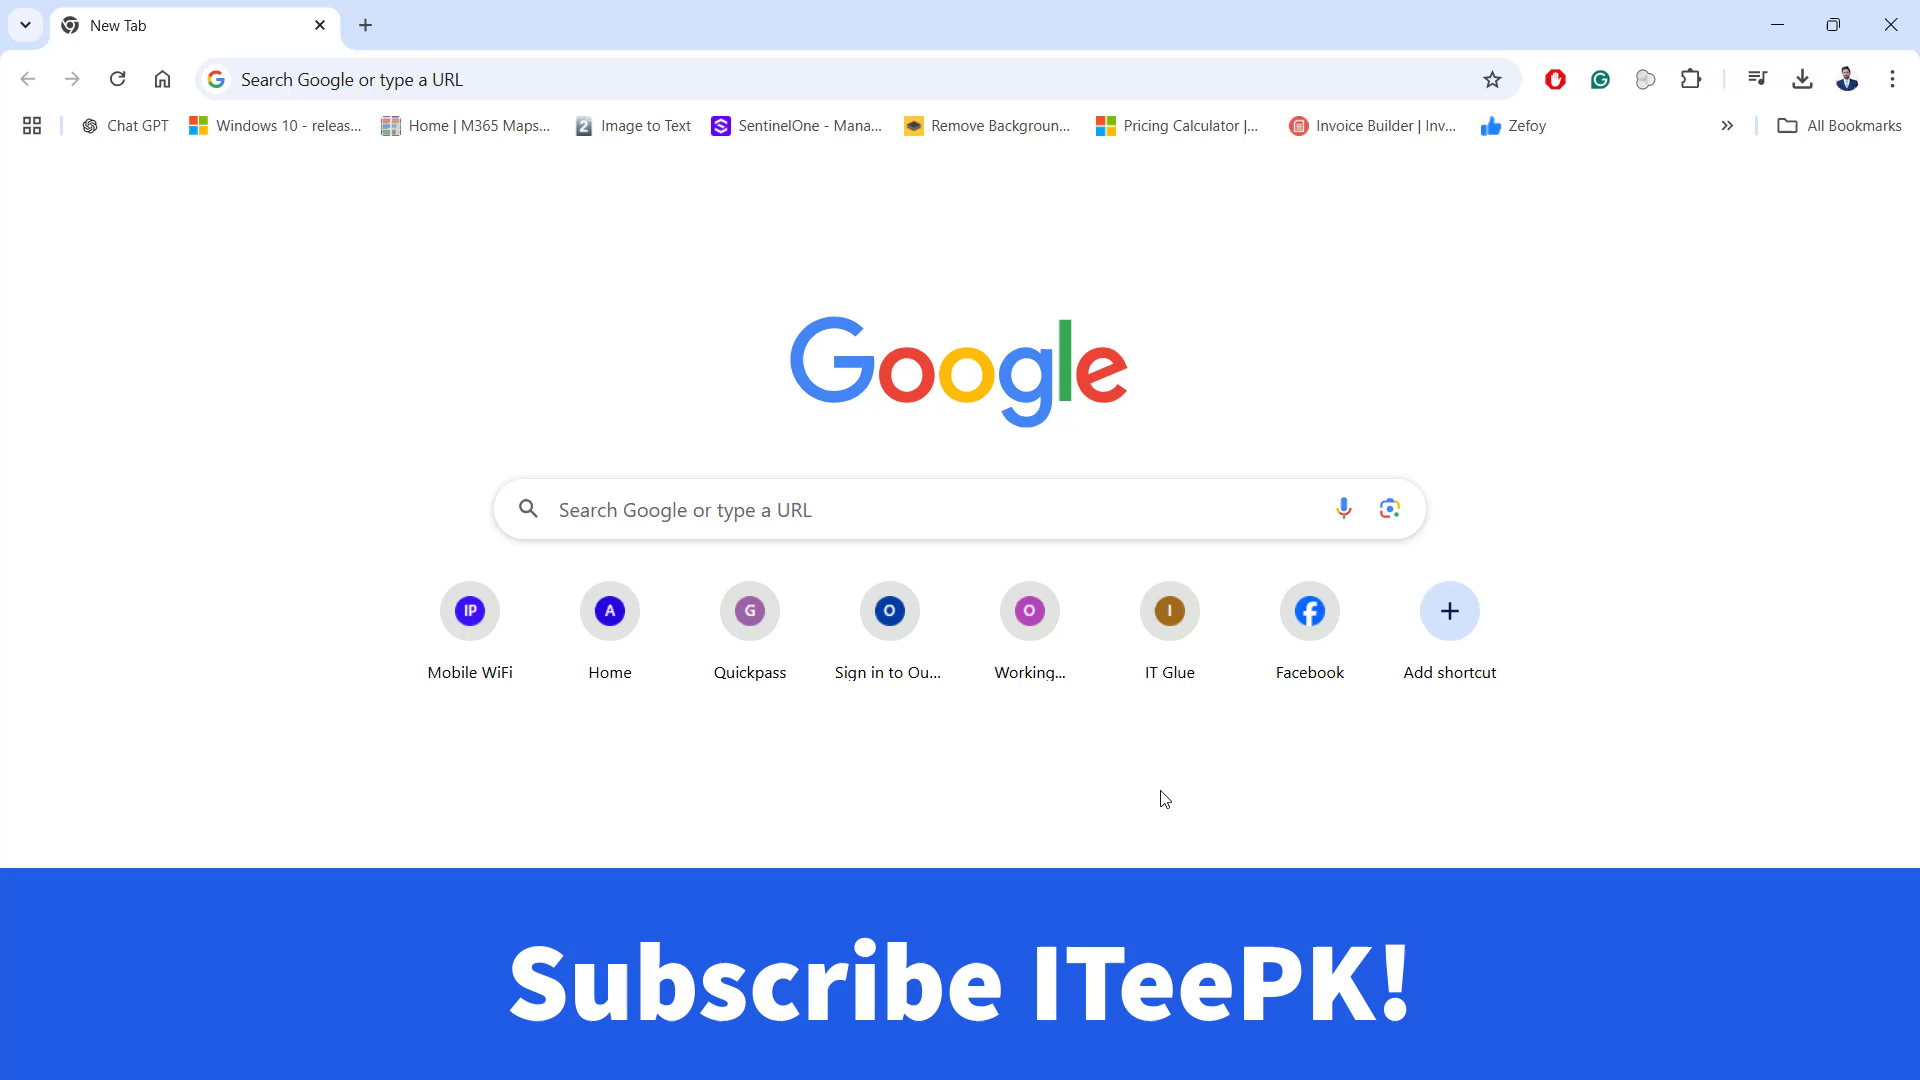 New Tab
Search Google or type a URL
Chat GPT
Windows 10 - releas...
Home | M365 Maps...
Image to Text
SentinelOne - Mana...
Remove Backgroun...
Pricing Calculator |...
Invoice Builder | Inv...
Zefoy
All Bookmarks
Google
Search Google or type a URL
IP
A
G
O
O
I
Mobile WiFi
Home
Quickpass
Sign in to Ou...
Working...
IT Glue
Facebook
Add shortcut
Subscribe ITeePK!